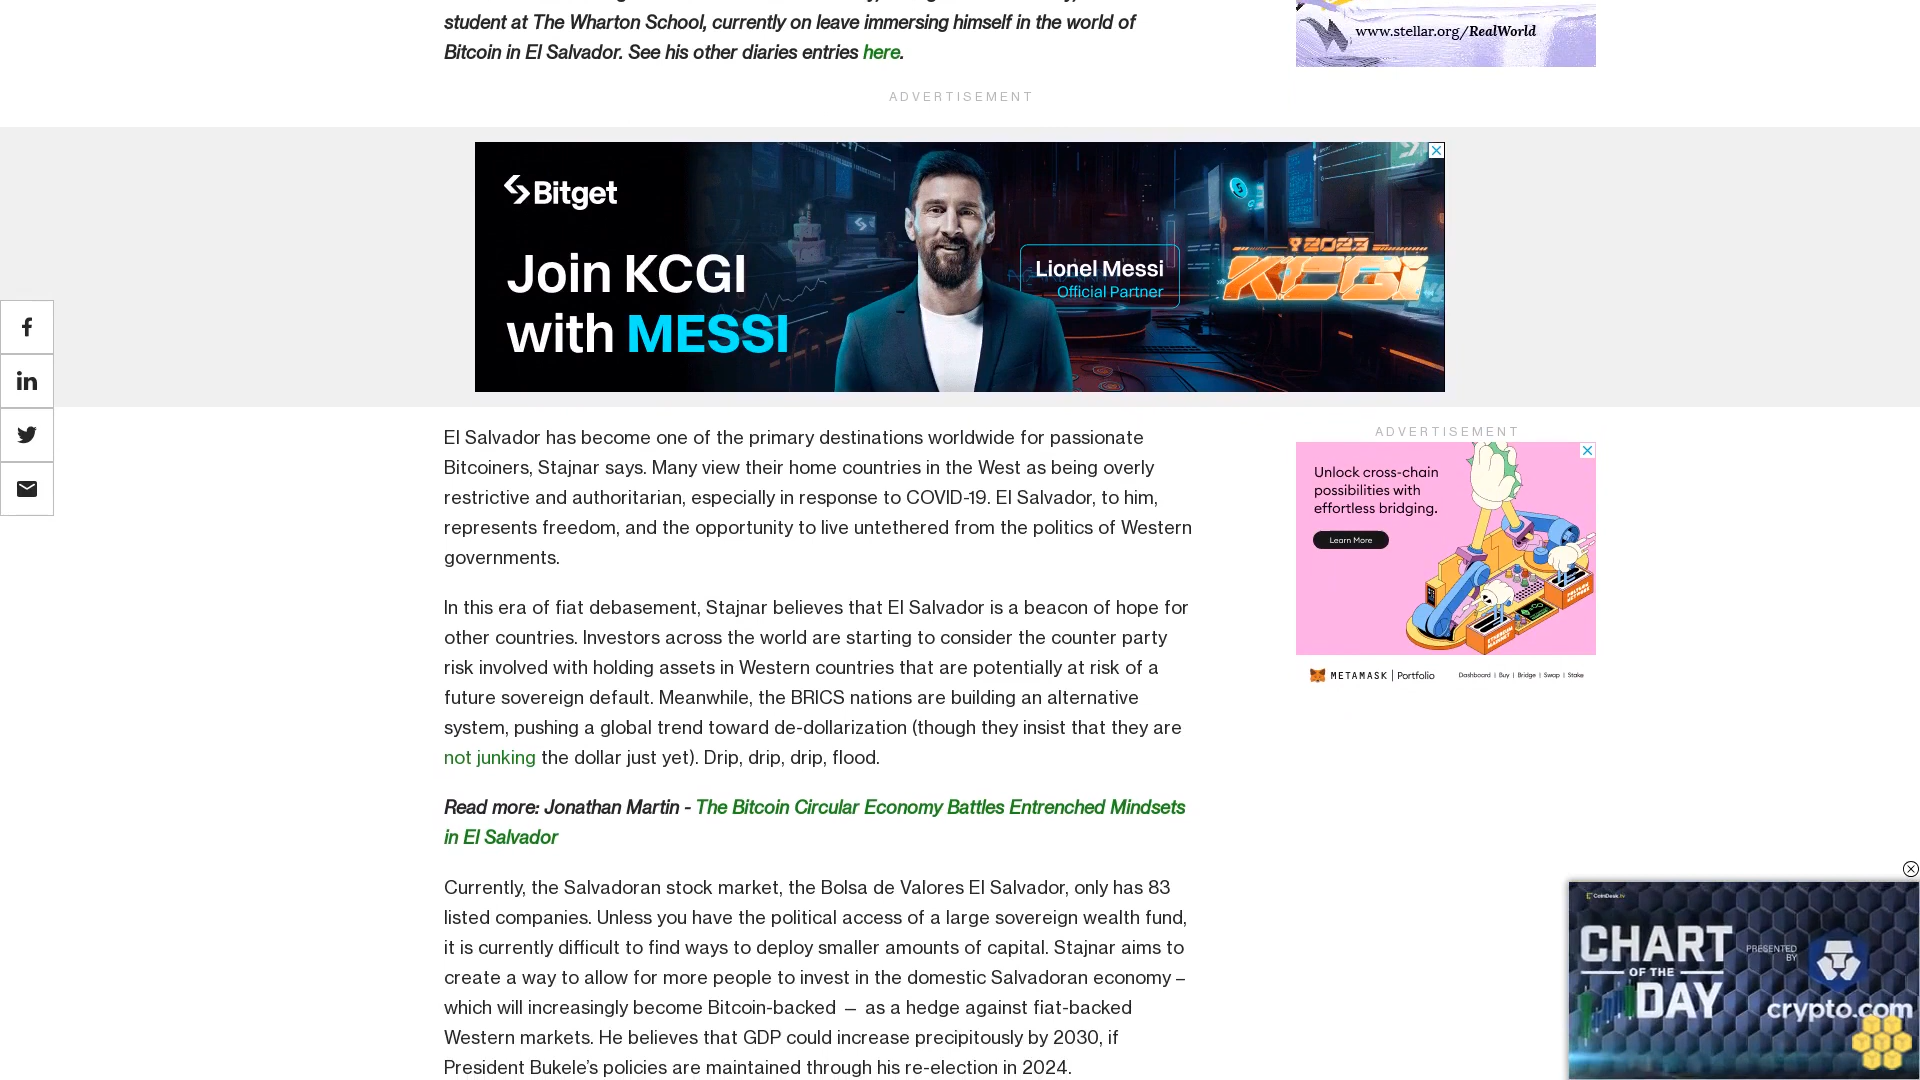 student at The Wharton School, currently on leave immersing himself in the world of
Bitcoin in El Salvador. See his other diaries entries here.
www.stellar.org/RealWorld
ADVERTISEMENT
Bitget
Join KCGI
with MESSI
Lionel Messi
Official Partner
2023
KCGI
El Salvador has become one of the primary destinations worldwide for passionate
Bitcoiners, Stajnar says. Many view their home countries in the West as being overly
restrictive and authoritarian, especially in response to COVID-19. El Salvador, to him,
represents freedom, and the opportunity to live untethered from the politics of Western
governments.
In this era of fiat debasement, Stajnar believes that El Salvador is a beacon of hope for
other countries. Investors across the world are starting to consider the counter party
risk involved with holding assets in Western countries that are potentially at risk of a
future sovereign default. Meanwhile, the BRICS nations are building an alternative
system, pushing a global trend toward de-dollarization (though they insist that they are
not junking the dollar just yet). Drip, drip, drip, flood.
Read more: Jonathan Martin - The Bitcoin Circular Economy Battles Entrenched Mindsets
in El Salvador
Currently, the Salvadoran stock market, the Bolsa de Valores El Salvador, only has 83
listed companies. Unless you have the political access of a large sovereign wealth fund,
it is currently difficult to find ways to deploy smaller amounts of capital. Stajnar aims to
create a way to allow for more people to invest in the domestic Salvadoran economy –
which will increasingly become Bitcoin-backed — as a hedge against fiat-backed
Western markets. He believes that GDP could increase precipitously by 2030, if
President Bukele’s policies are maintained through his re-election in 2024.
ADVERTISEMENT
Unlock cross-chain
possibilities with
effortless bridging.
Learn More
METAMASK | Portfolio
Dashboard | Buy | Bridge | Swap | Stake
CoinDesk tv
CHART
OF THE
DAY
PRESENTED
BY
crypto.com